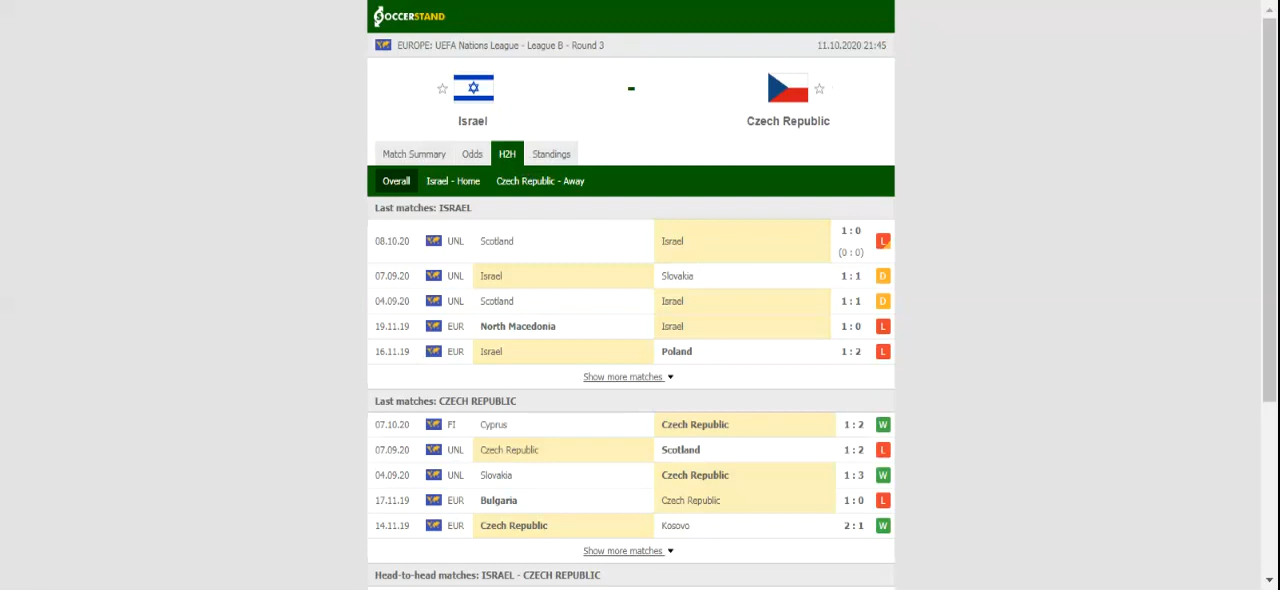 SOCCERSTAND
EUROPE: UEFA Nations League - League B - Round 3 11.10.2020 21:45
-
Israel Czech Republic
Match Summary Odds H2H Standings
Overall Israel - Home Czech Republic - Away
Last matches: ISRAEL
08.10.20 UNL Scotland Israel 1 : 0 (0 : 0) L
07.09.20 UNL Israel Slovakia 1 : 1 D
04.09.20 UNL Scotland Israel 1 : 1 D
19.11.19 EUR North Macedonia Israel 1 : 0 L
16.11.19 EUR Israel Poland 1 : 2 L
Show more matches
Last matches: CZECH REPUBLIC
07.10.20 FI Cyprus Czech Republic 1 : 2 W
07.09.20 UNL Czech Republic Scotland 1 : 2 L
04.09.20 UNL Slovakia Czech Republic 1 : 3 W
17.11.19 EUR Bulgaria Czech Republic 1 : 0 L
14.11.19 EUR Czech Republic Kosovo 2 : 1 W
Show more matches
Head-to-head matches: ISRAEL - CZECH REPUBLIC